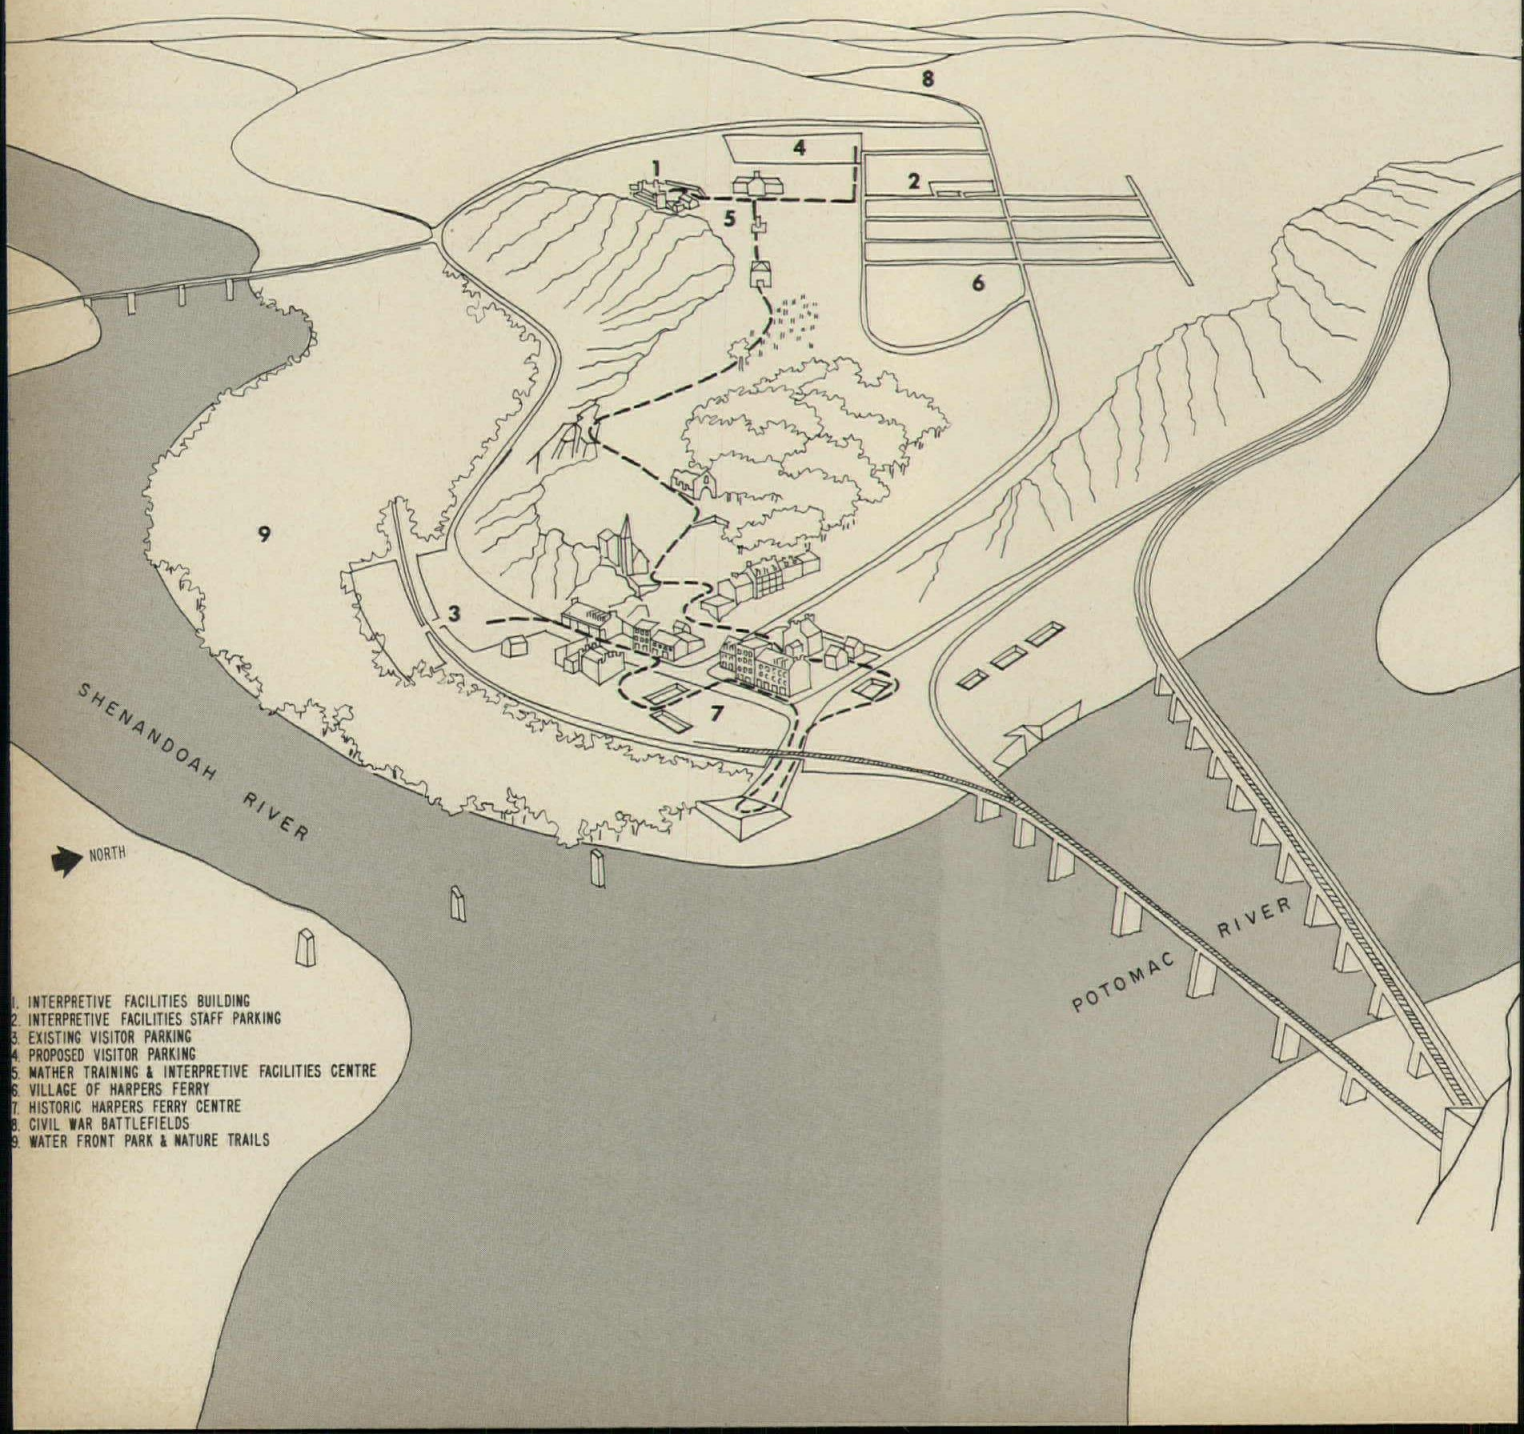 8
1
4
2
5
6
9
3
7
SHENANDOAH RIVER
NORTH
POTOMAC RIVER
1. INTERPRETIVE FACILITIES BUILDING
2. INTERPRETIVE FACILITIES STAFF PARKING
3. EXISTING VISITOR PARKING
4. PROPOSED VISITOR PARKING
5. MATHER TRAINING & INTERPRETIVE FACILITIES CENTRE
6. VILLAGE OF HARPERS FERRY
7. HISTORIC HARPERS FERRY CENTRE
8. CIVIL WAR BATTLEFIELDS
9. WATER FRONT PARK & NATURE TRAILS